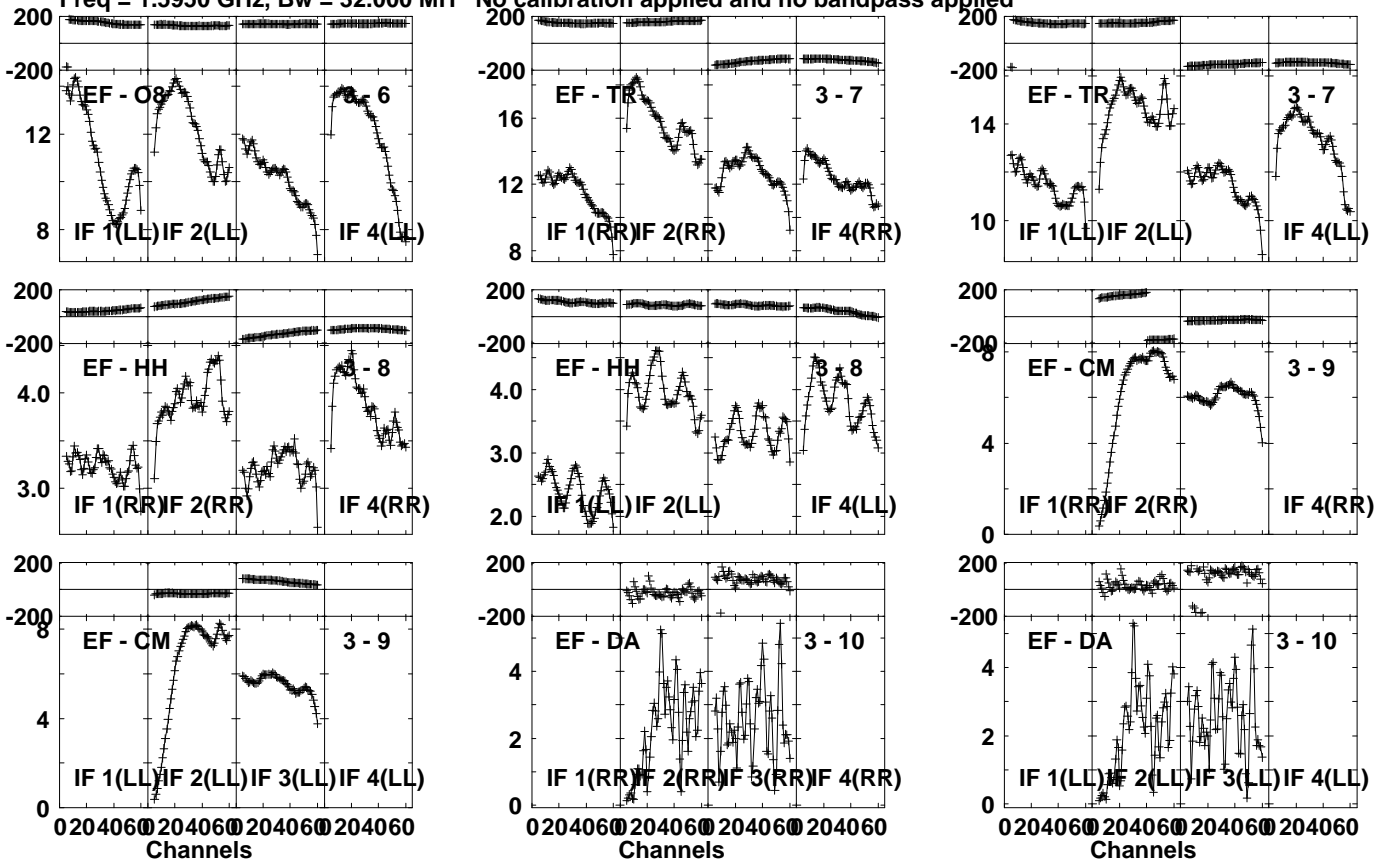 Freq = 1.5950 GHz, Bw = 32.000 MH No calibration applied and no bandpass applied
200
-200
EF - O8 3 - 6
12
8
IF 1(LL) IF 2(LL) IF 4(LL)
200
-200
EF - TR 3 - 7
16
12
8
IF 1(RR) IF 2(RR) IF 4(RR)
200
-200
EF - TR 3 - 7
14
10
IF 1(LL) IF 2(LL) IF 4(LL)
200
-200
EF - HH 3 - 8
4.0
3.0
IF 1(RR) IF 2(RR) IF 4(RR)
200
-200
EF - HH 3 - 8
4.0
3.0
2.0
IF 1(LL) IF 2(LL) IF 4(LL)
200
-200
8
EF - CM 3 - 9
4
0
IF 1(RR) IF 2(RR) IF 4(RR)
200
-200
8
EF - CM 3 - 9
4
0
IF 1(LL) IF 2(LL) IF 3(LL) IF 4(LL)
0 20 40 60 0 20 40 60 0 20 40 60 0 20 40 60
Channels
200
-200
EF - DA 3 - 10
4
2
0
IF 1(RR) IF 2(RR) IF 3(RR) IF 4(RR)
0 20 40 60 0 20 40 60 0 20 40 60 0 20 40 60
Channels
200
-200
EF - DA 3 - 10
4
2
0
IF 1(LL) IF 2(LL) IF 3(LL) IF 4(LL)
0 20 40 60 0 20 40 60 0 20 40 60 0 20 40 60
Channels